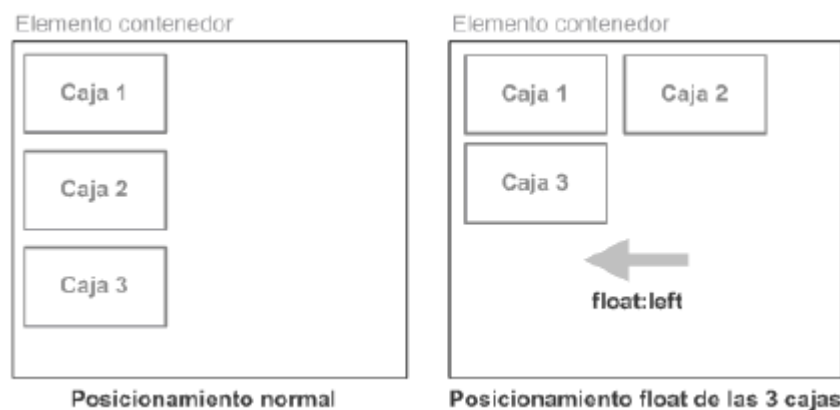 Elemento contenedor
Caja 1
Caja 2
Caja 3
Posicionamiento normal
Elemento contenedor
Caja 1 Caja 2
Caja 3
float:left
Posicionamiento float de las 3 cajas